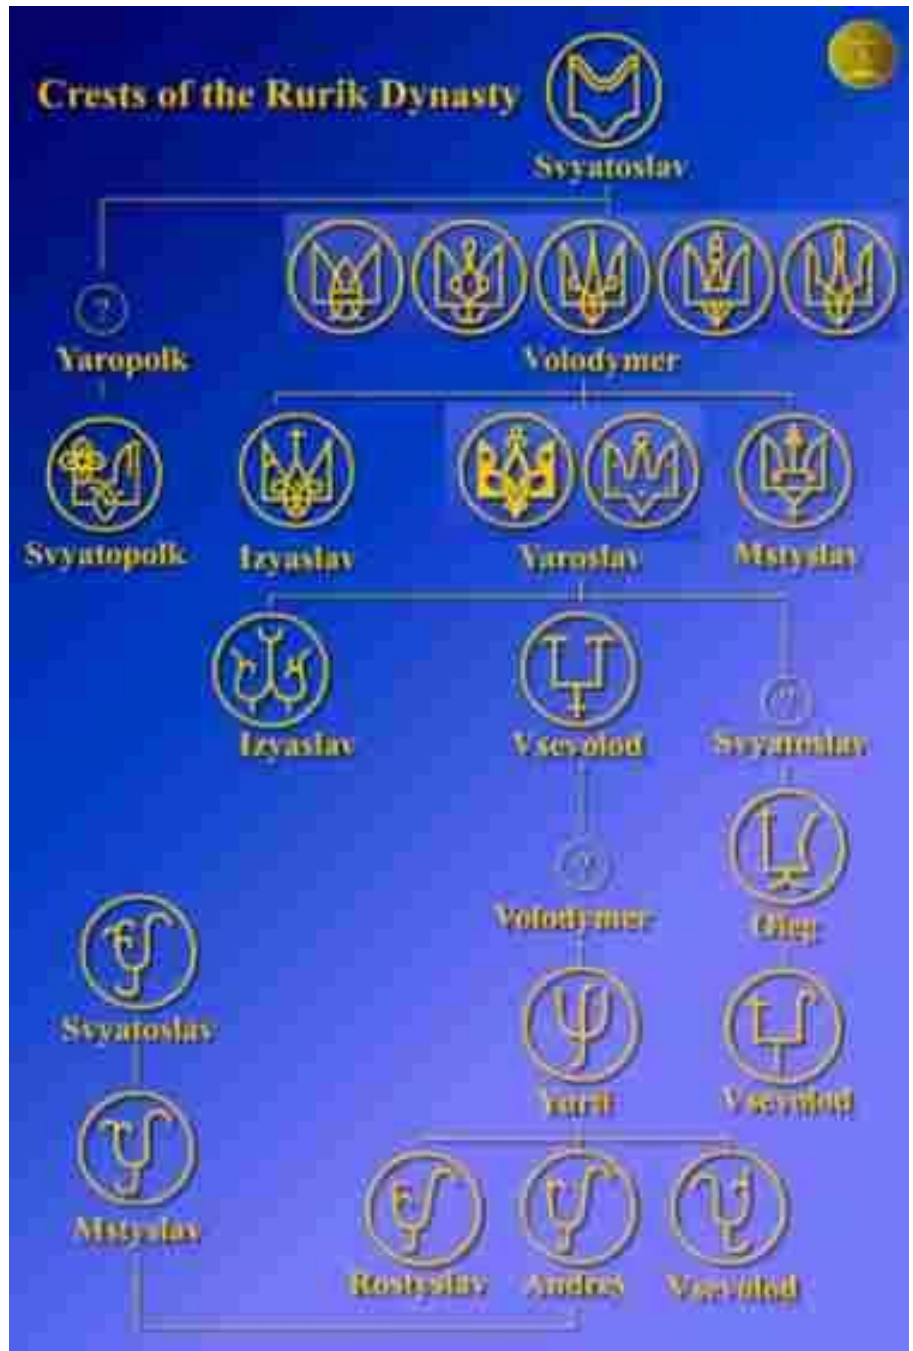 Crests of the Rurik Dynasty
Svyatoslav
?
Yaropolk
Volodymer
Svyatopolk
Izyaslav
Yaroslav
Mstyslav
Izyaslav
Vsevolod
?
Svyatoslav
?
Volodymer
Oleg
Svyatoslav
Yurii
Vsevolod
Mstyslav
Rostyslav
Andrei
Vsevolod